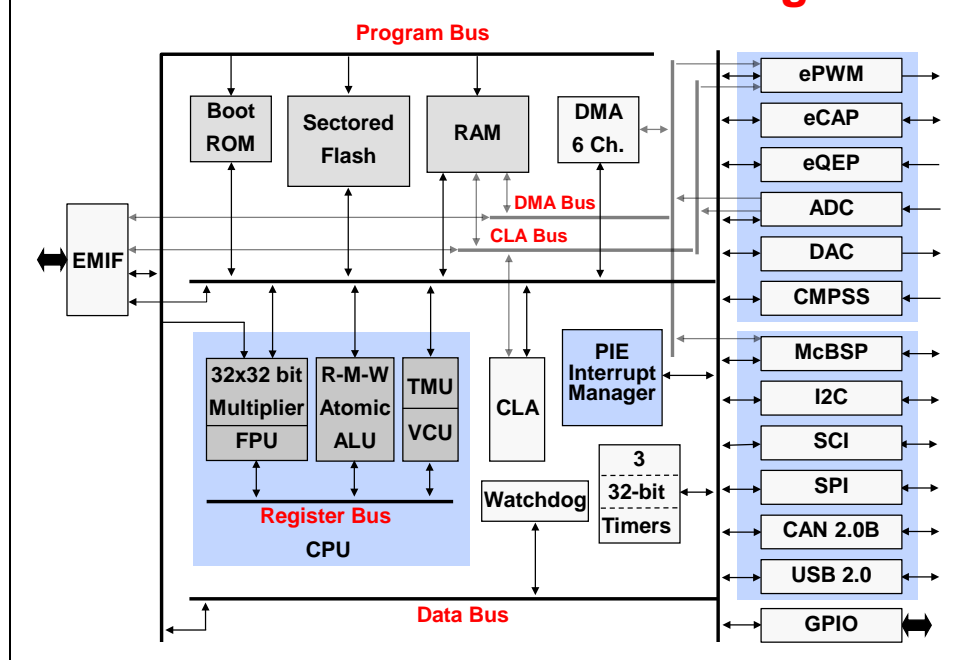 g
Program Bus
Boot
ROM
Sectored
Flash
RAM
DMA
6 Ch.
DMA Bus
CLA Bus
EMIF
32x32 bit
Multiplier
FPU
R-M-W
Atomic
ALU
TMU
VCU
Register Bus
CPU
CLA
PIE
Interrupt
Manager
3
32-bit
Timers
Watchdog
Data Bus
ePWM
eCAP
eQEP
ADC
DAC
CMPSS
McBSP
I2C
SCI
SPI
CAN 2.0B
USB 2.0
GPIO